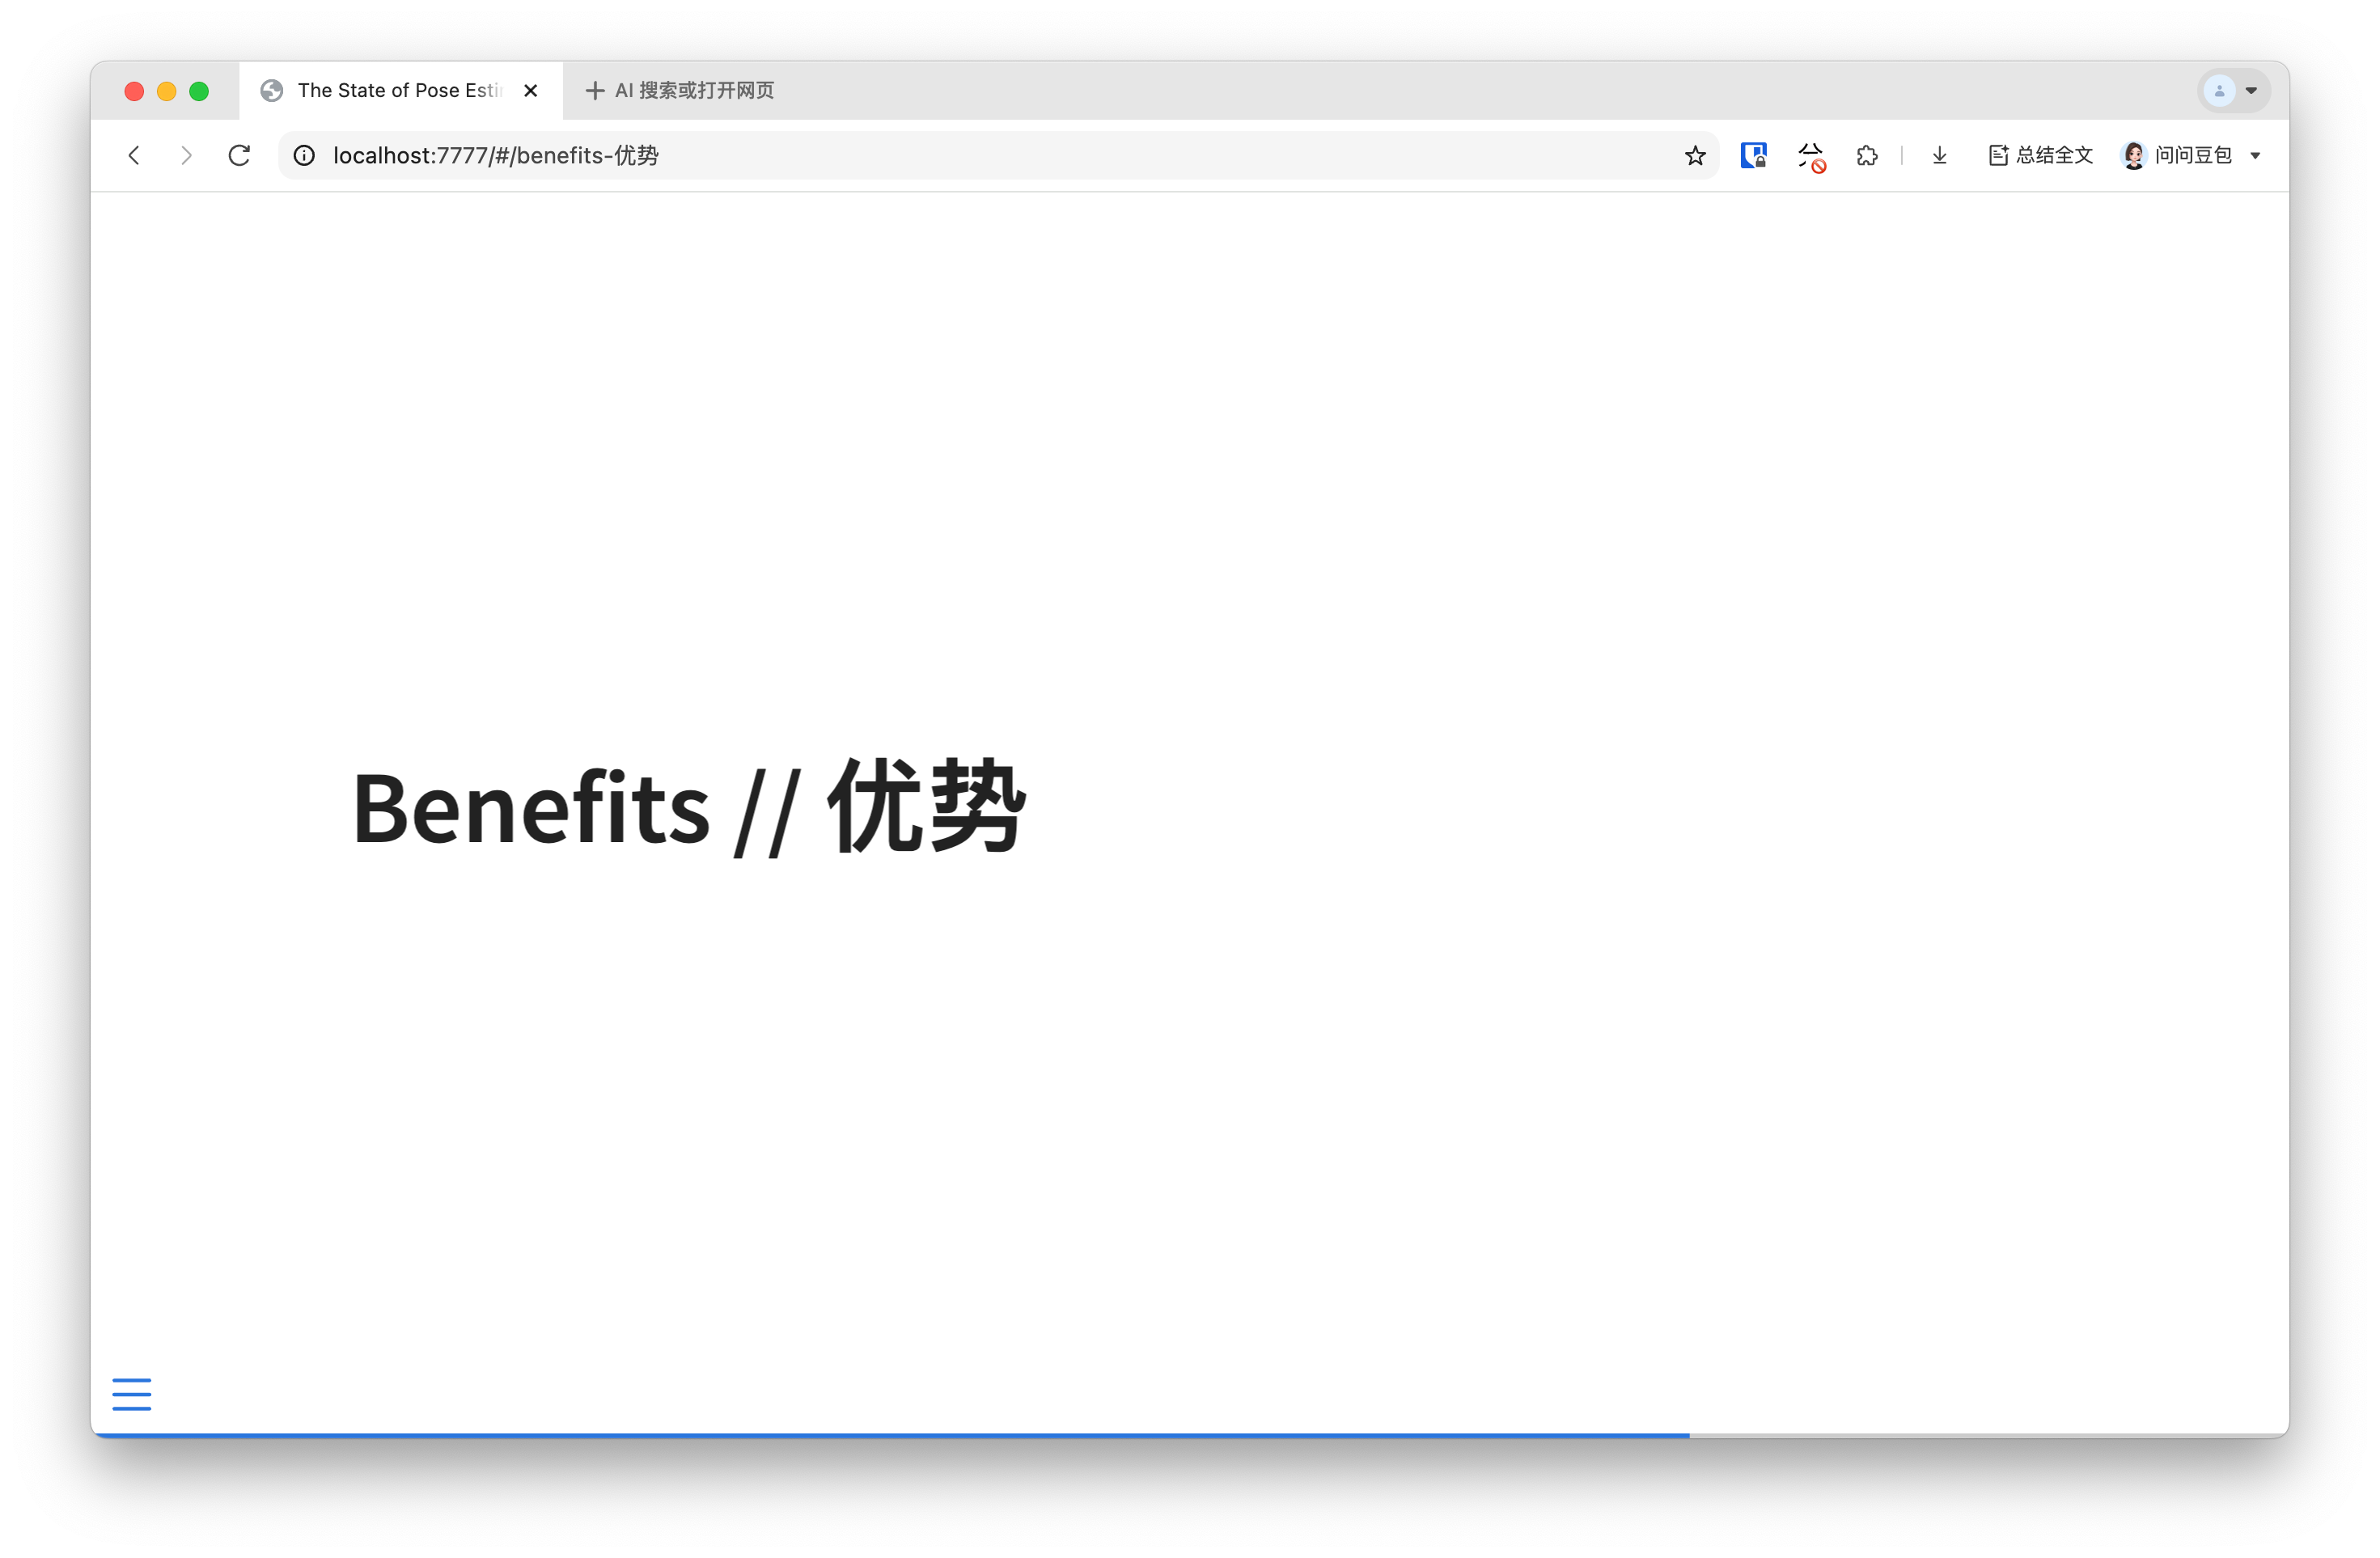 The State of Pose Esti
AI 搜索或打开网页
localhost:7777/#/benefits-优势
总结全文
问问豆包
Benefits // 优势